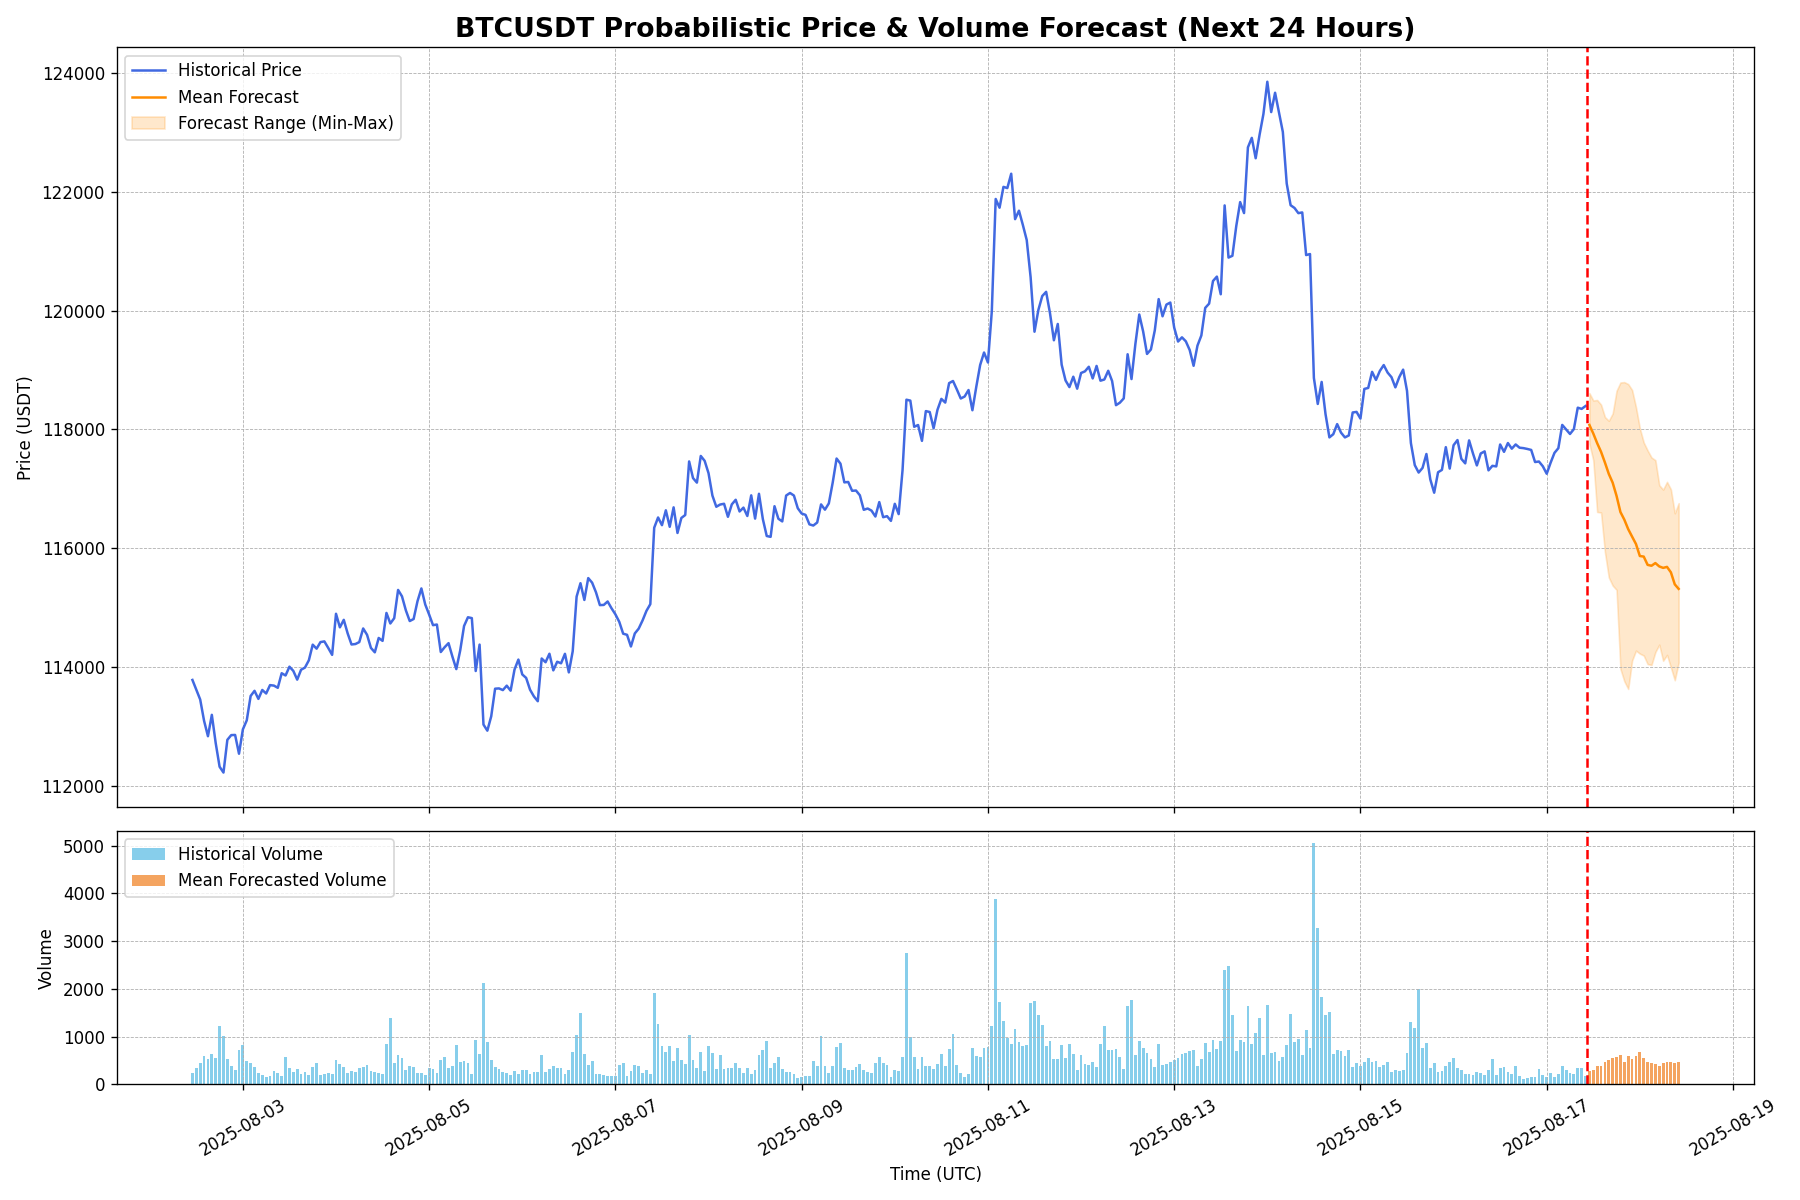 BTCUSDT Probabilistic Price & Volume Forecast (Next 24 Hours)
Historical Price
Mean Forecast
Forecast Range (Min-Max)
Price (USDT)
124000
122000
120000
118000
116000
114000
112000
Historical Volume
Mean Forecasted Volume
Volume
5000
4000
3000
2000
1000
0
2025-08-03
2025-08-05
2025-08-07
2025-08-09
2025-08-11
2025-08-13
2025-08-15
2025-08-17
2025-08-19
Time (UTC)